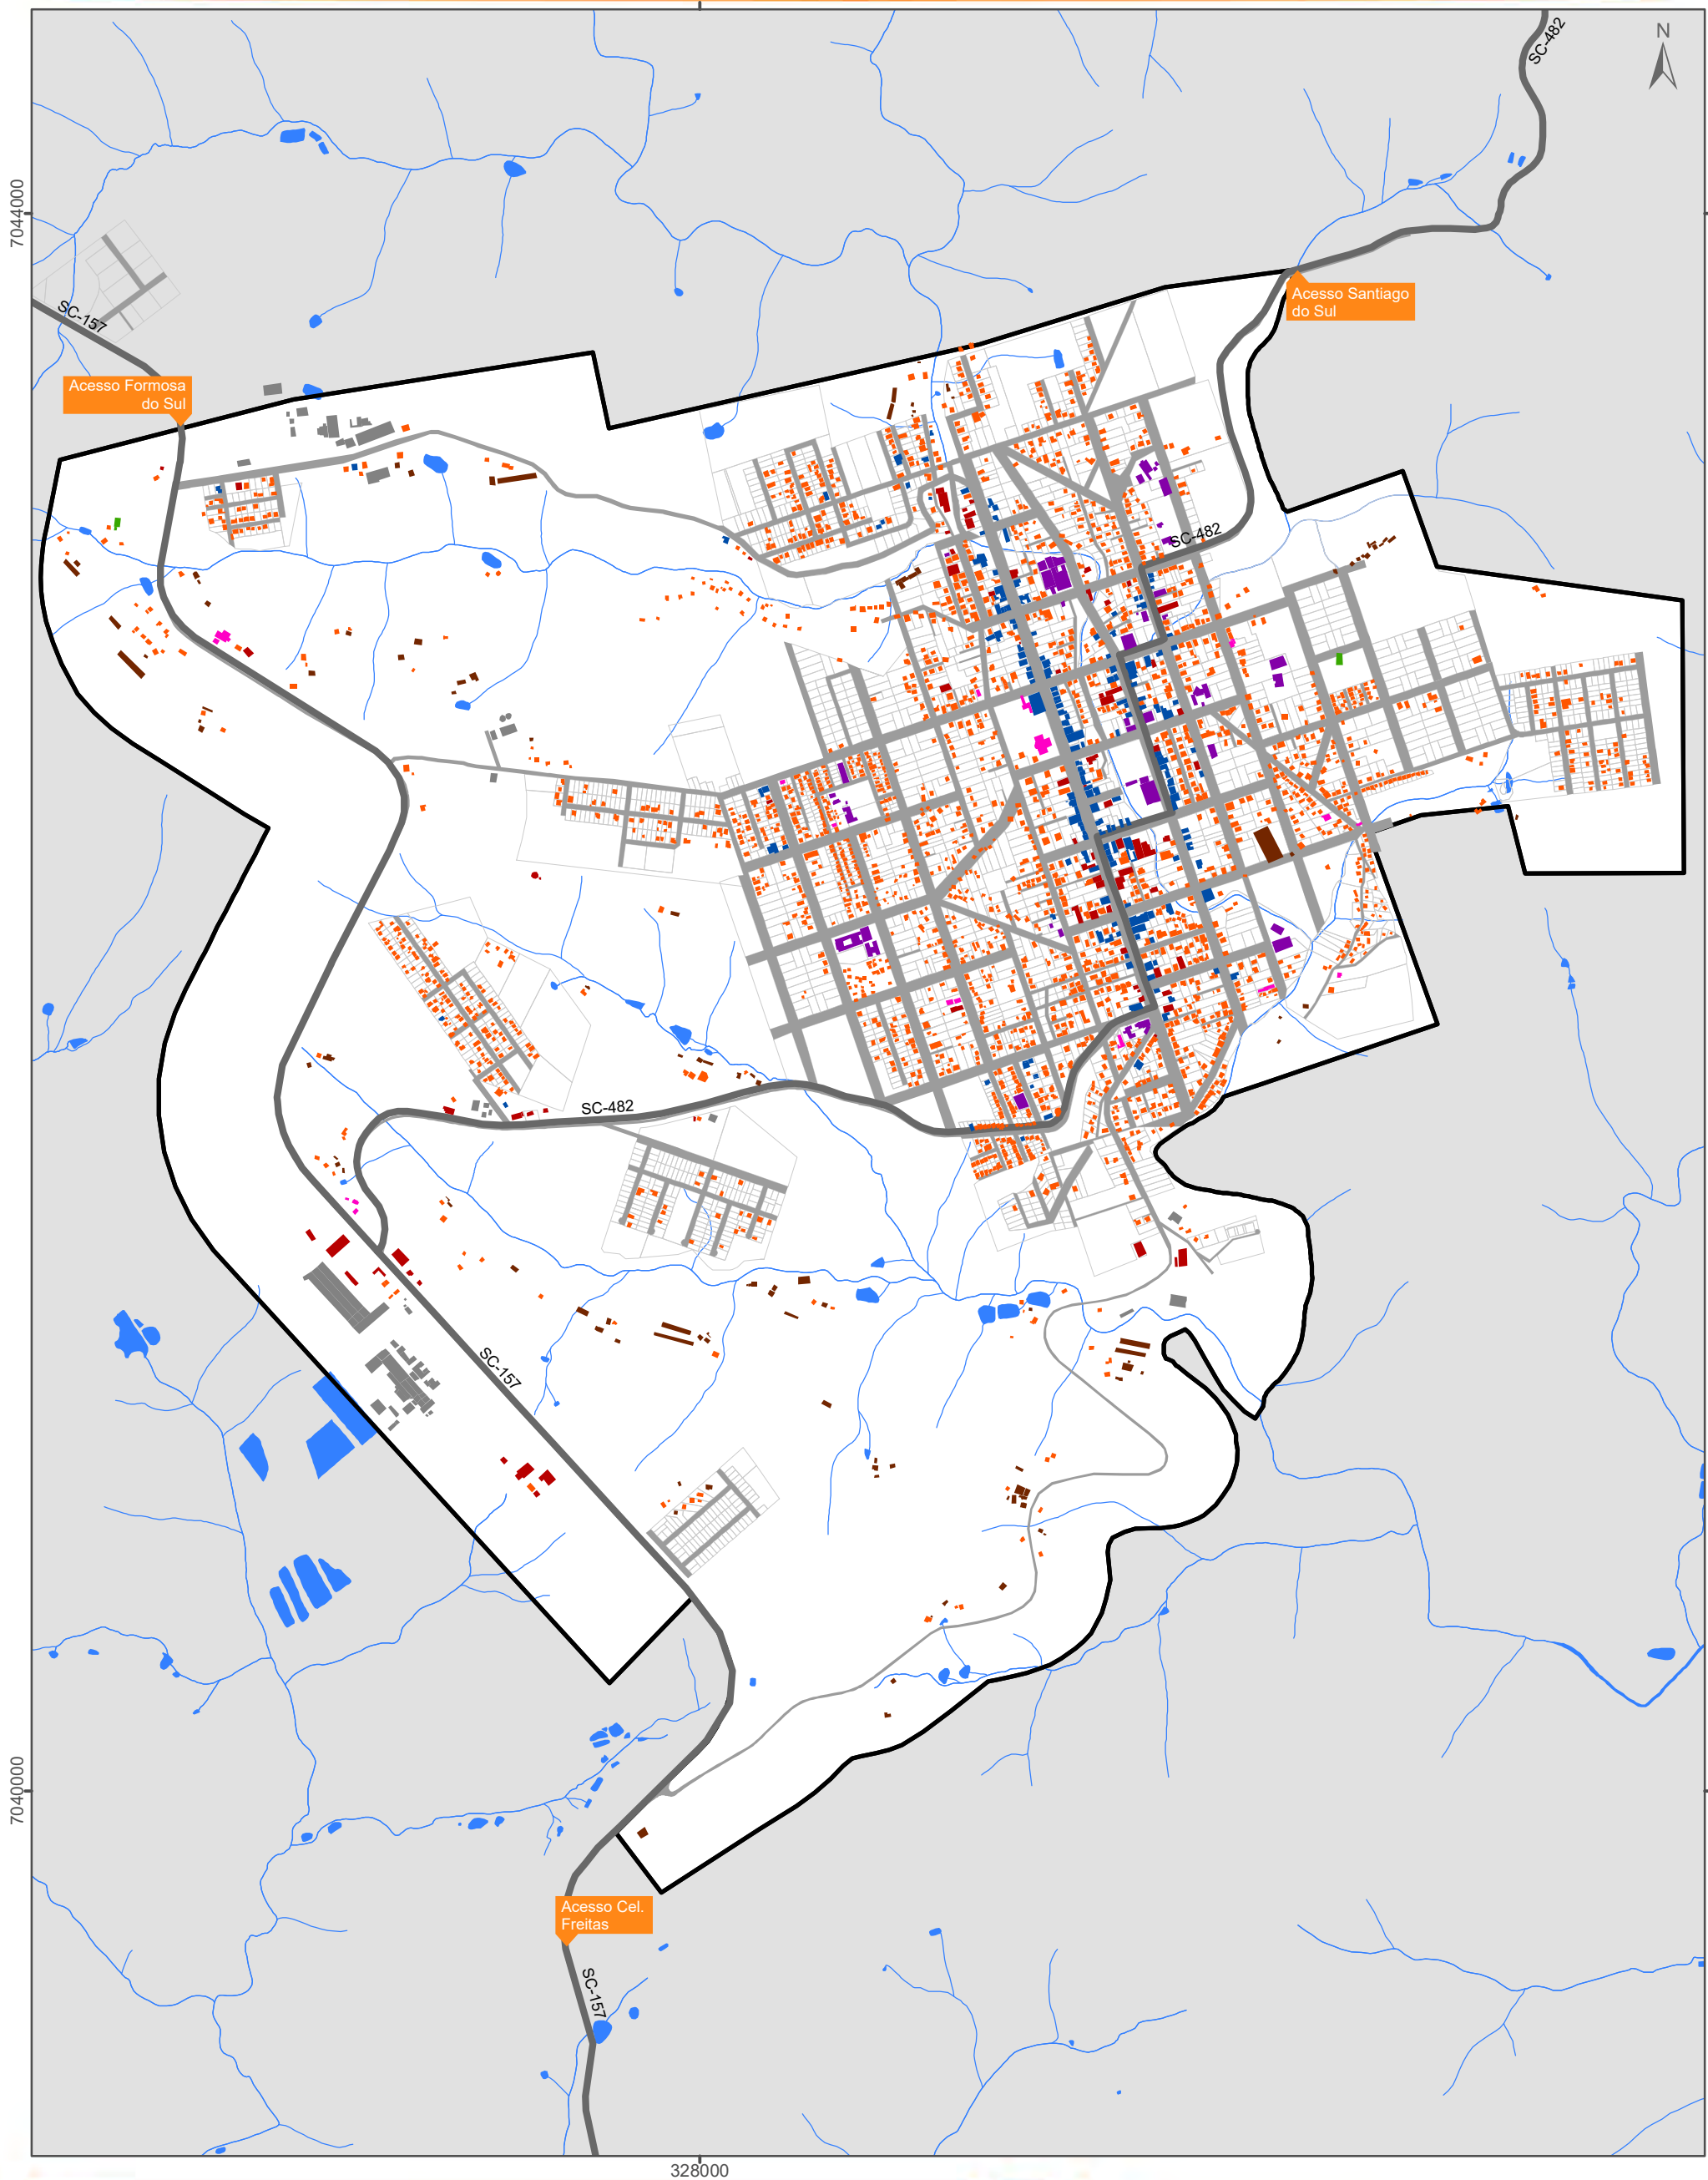 SC-482
N
7044000
Acesso Santiago
do Sul
SC-157
Acesso Formosa
do Sul
SC-482
SC-482
SC-157
7040000
Acesso Cel.
Freitas
SC-157
328000